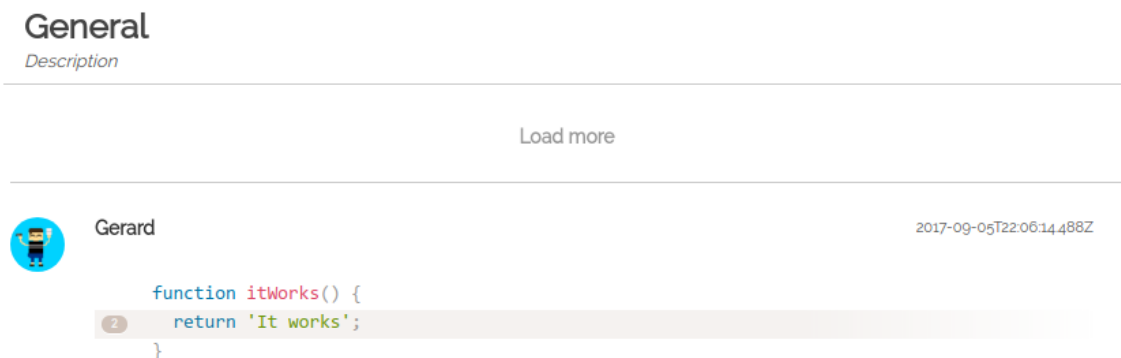 General
Description
Load more
Gerard
2017-09-05T22:06:14.488Z
function itWorks() {
2 return 'It works';
}